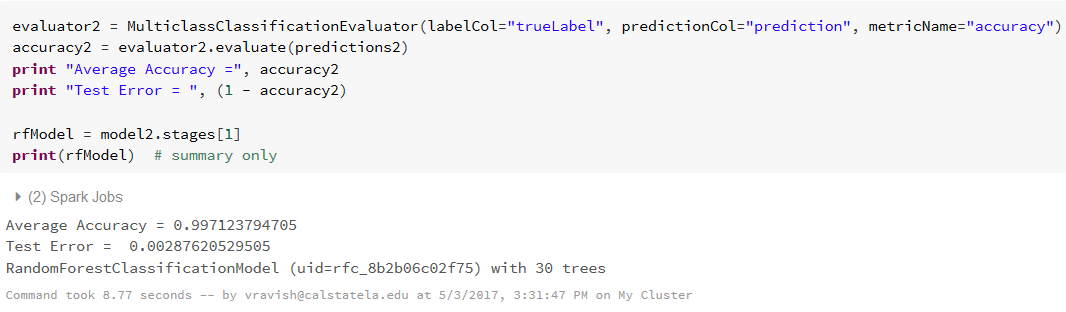 evaluator2 = MulticlassClassificationEvaluator(labelCol="trueLabel", predictionCol="prediction", metricName="accuracy")
accuracy2 = evaluator2.evaluate(predictions2)
print "Average Accuracy =", accuracy2
print "Test Error = ", (1 - accuracy2)
rfModel = model2.stages[1]
print(rfModel)  # summary only
(2) Spark Jobs
Average Accuracy = 0.997123794705
Test Error =  0.00287620529505
RandomForestClassificationModel (uid=rfc_8b2b06c02f75) with 30 trees
Command took 8.77 seconds -- by vravish@calstatela.edu at 5/3/2017, 3:31:47 PM on My Cluster